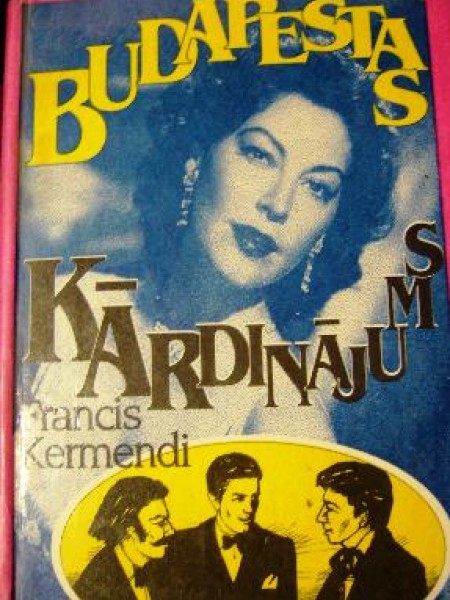 BUDAPESTAS
KĀRDINĀJUMS
Francis
Kermendi